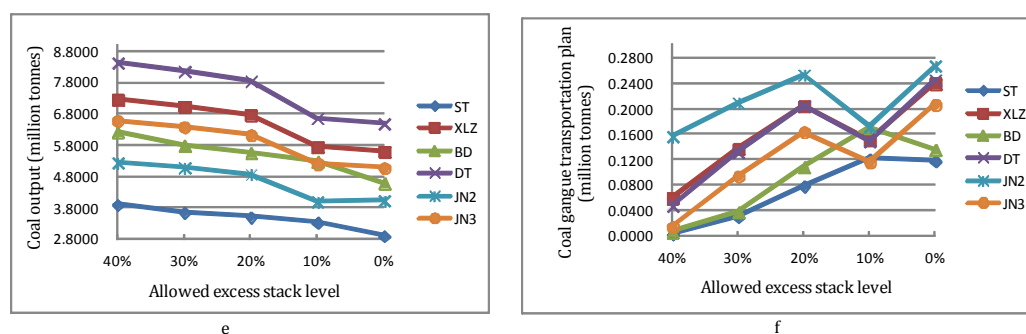 Coal output (million tonnes)
8.8000
7.8000
6.8000
5.8000
4.8000
3.8000
2.8000
40% 30% 20% 10% 0%
Allowed excess stack level
ST
XLZ
BD
DT
JN2
JN3
e
Coal gangue transportation plan
(million tonnes)
0.2800
0.2400
0.2000
0.1600
0.1200
0.0800
0.0400
0.0000
40% 30% 20% 10% 0%
Allowed excess stack level
ST
XLZ
BD
DT
JN2
JN3
f